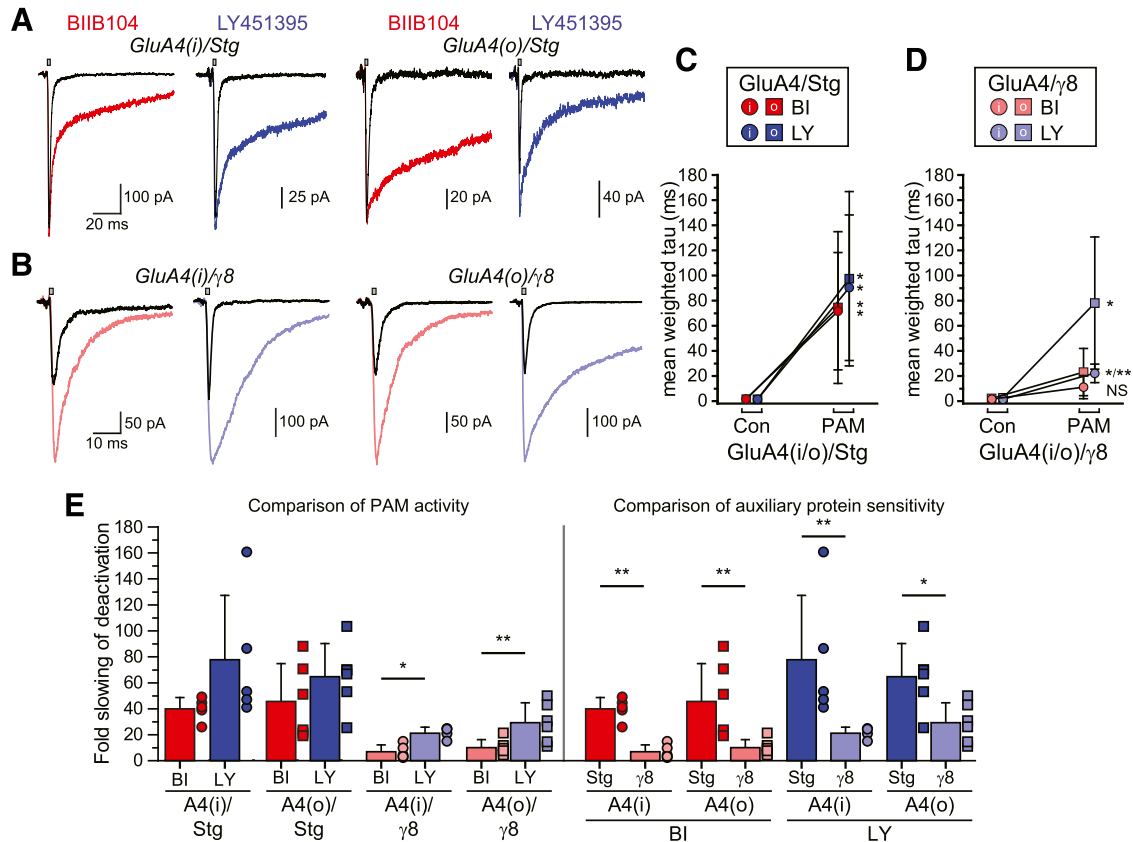 A
BIIB104 LY451395 BIIB104 LY451395
GluA4(i)/Stg GluA4(o)/Stg
100 pA 25 pA 20 pA 40 pA
20 ms
B
GluA4(i)/γ8 GluA4(o)/γ8
50 pA 100 pA 50 pA 100 pA
10 ms
C
GluA4/Stg
i o BI
i o LY
mean weighted tau (ms)
180
160
140
120
100
80
60
40
20
0
*
*
*
*
Con PAM
GluA4(i/o)/Stg
D
GluA4/γ8
i o BI
i o LY
mean weighted tau (ms)
180
160
140
120
100
80
60
40
20
0
*
*/**
NS
Con PAM
GluA4(i/o)/γ8
E
Comparison of PAM activity Comparison of auxiliary protein sensitivity
Fold slowing of deactivation
180
160
140
120
100
80
60
40
20
0
* ** ** ** ** *
BI LY BI LY BI LY BI LY Stg γ8 Stg γ8 Stg γ8 Stg γ8
A4(i)/ A4(o)/ A4(i)/ A4(o)/ A4(i) A4(o) A4(i) A4(o)
Stg Stg γ8 γ8 BI LY